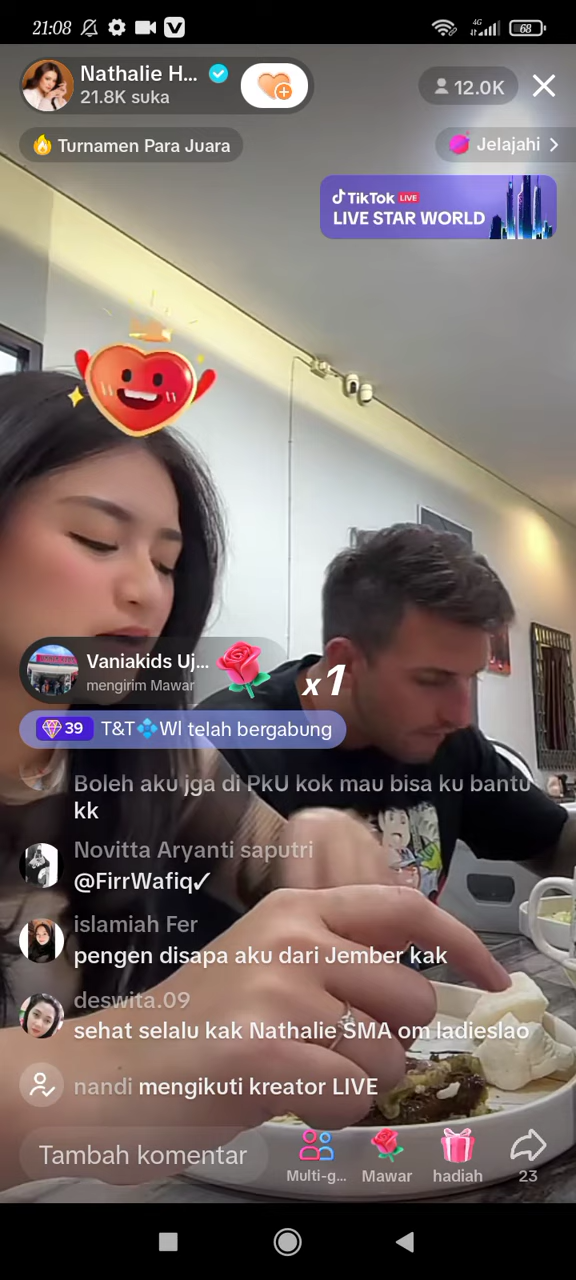 21:08
4G
68
Nathalie H...
21.8K suka
12.0K
Turnamen Para Juara
Jelajahi
TikTok LIVE
LIVE STAR WORLD
Vaniakids Uj...
mengirim Mawar
x1
39 T&T💠WI telah bergabung
Boleh aku jga di PkU kok mau bisa ku bantu
kk
Novitta Aryanti saputri
@FirrWafiq✓
islamiah Fer
pengen disapa aku dari Jember kak
deswita.09
sehat selalu kak Nathalie SMA om ladieslao
nandi mengikuti kreator LIVE
Tambah komentar
Multi-g...
Mawar
hadiah
23